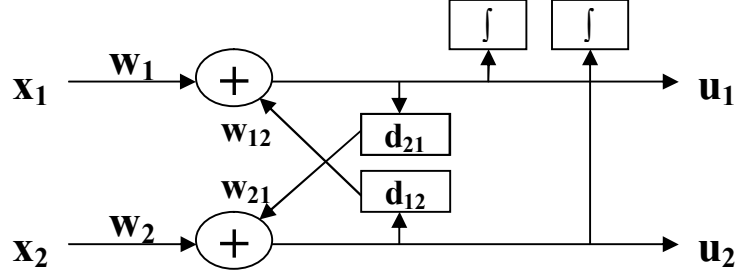 ∫ ∫
x₁ w₁ + u₁
w₁₂ d₂₁
w₂₁ d₁₂
x₂ w₂ + u₂